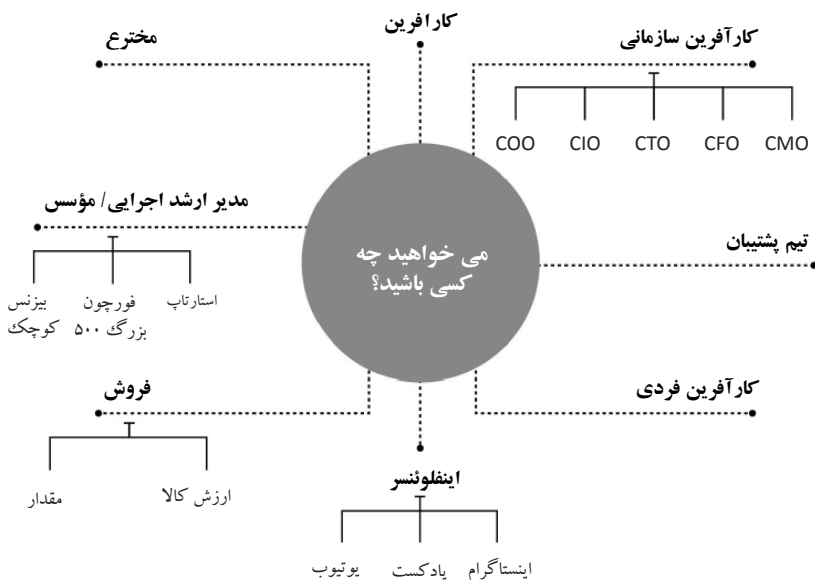 کارافرین
کارآفرین سازمانی
مخترع
COO
CIO
CTO
CFO
CMO
مدیر ارشد اجرایی/ مؤسس
تیم پشتیبان
می خواهید چه
کسی باشید؟
استارتاپ
فورچون
بزرگ ۵۰۰
بیزنس
کوچک
فروش
کارآفرین فردی
ارزش کالا
مقدار
اینفلوئنسر
اینستاگرام
پادکست
یوتیوب